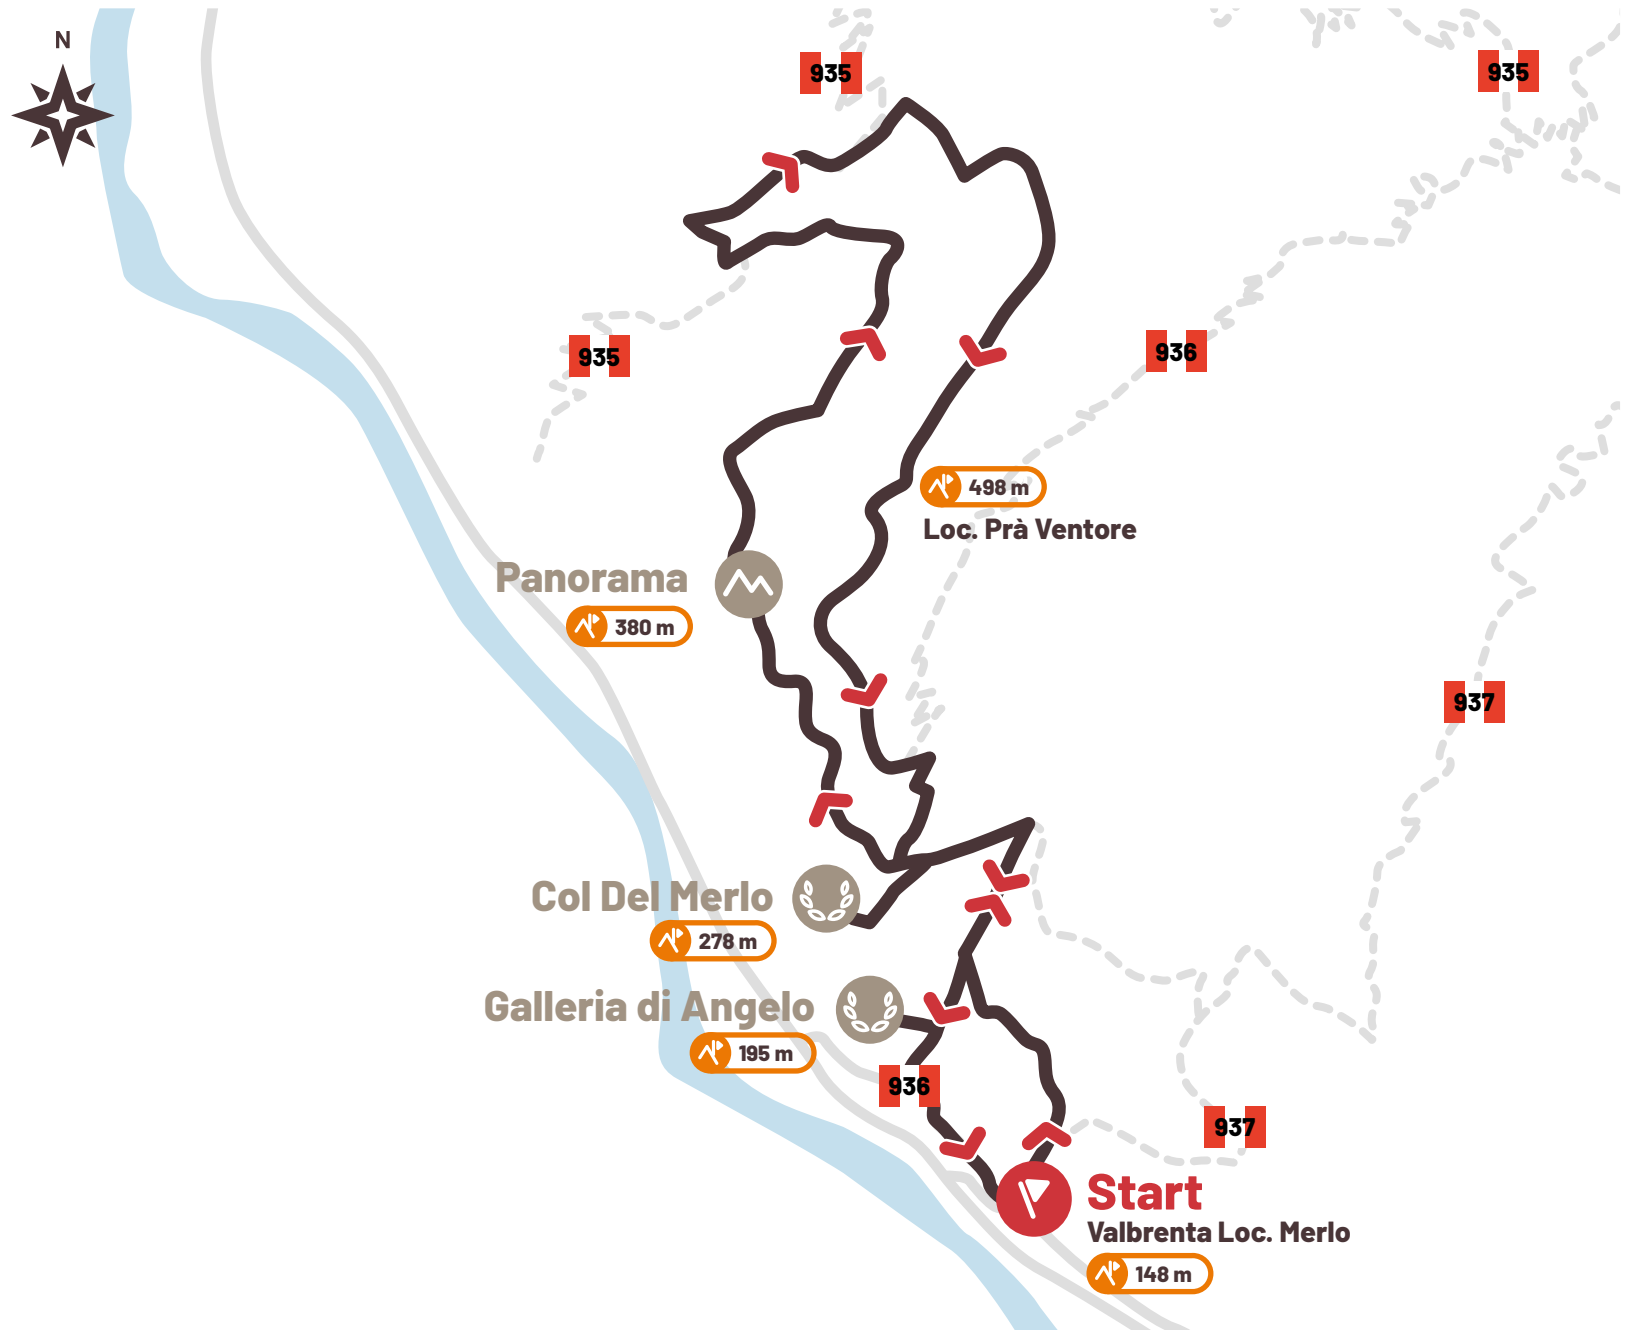 N
935
935
935
936
498 m
Loc. Prà Ventore
Panorama
380 m
937
Col Del Merlo
278 m
Galleria di Angelo
195 m
936
937
Start
Valbrenta Loc. Merlo
148 m